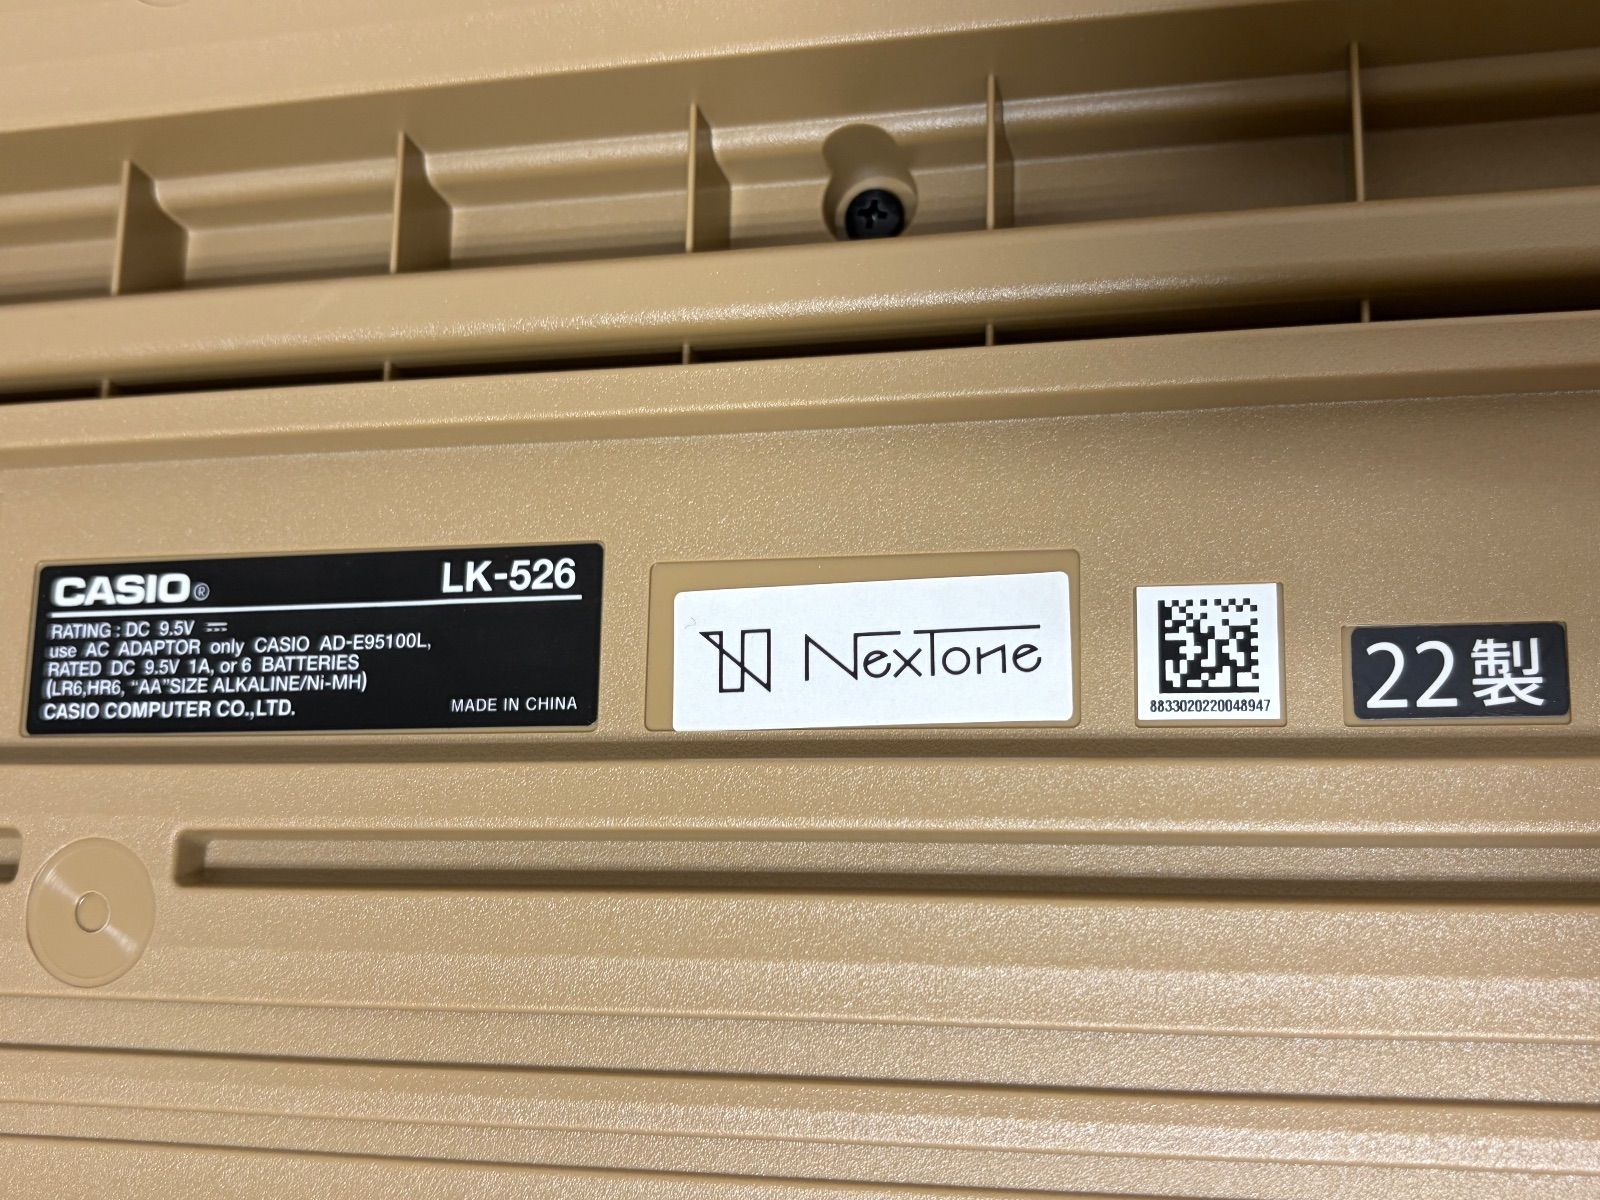 CASIO® LK-526
RATING : DC 9.5V ⎓
use AC ADAPTOR only CASIO AD-E95100L,
RATED DC 9.5V 1A, or 6 BATTERIES
(LR6,HR6, “AA”SIZE ALKALINE/Ni-MH)
CASIO COMPUTER CO.,LTD. MADE IN CHINA
NexTone
8833020220048947
22製